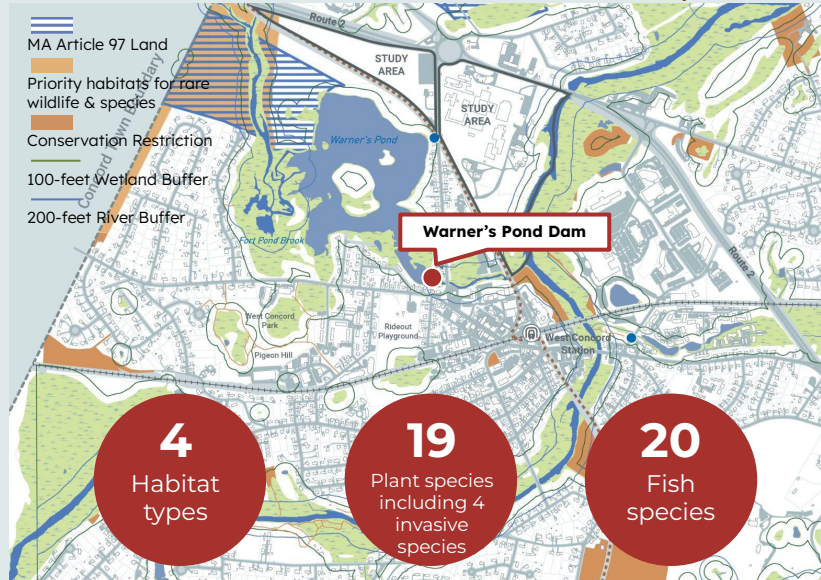 MA Article 97 Land
Priority habitats for rare
wildlife & species
Conservation Restriction
100-feet Wetland Buffer
200-feet River Buffer
Concord Town Boundary
Route 2
STUDY
AREA
STUDY
AREA
Warner's Pond
Fort Pond Brook
Warner's Pond Dam
Route 2
West Concord
Park
Pigeon Hill
Rideout
Playground
West Concord
Station
4
Habitat
types
19
Plant species
including 4
invasive
species
20
Fish
species